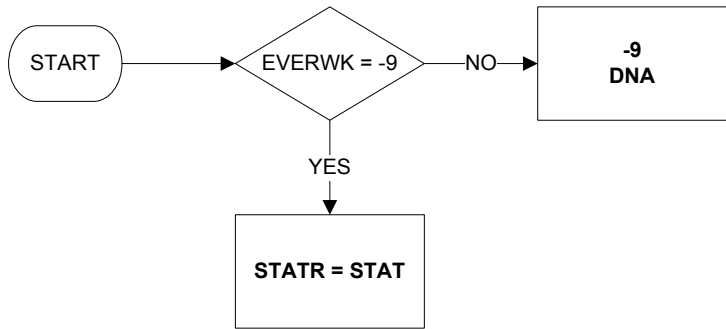 START
EVERWK = -9
NO
-9
DNA
YES
STATR = STAT